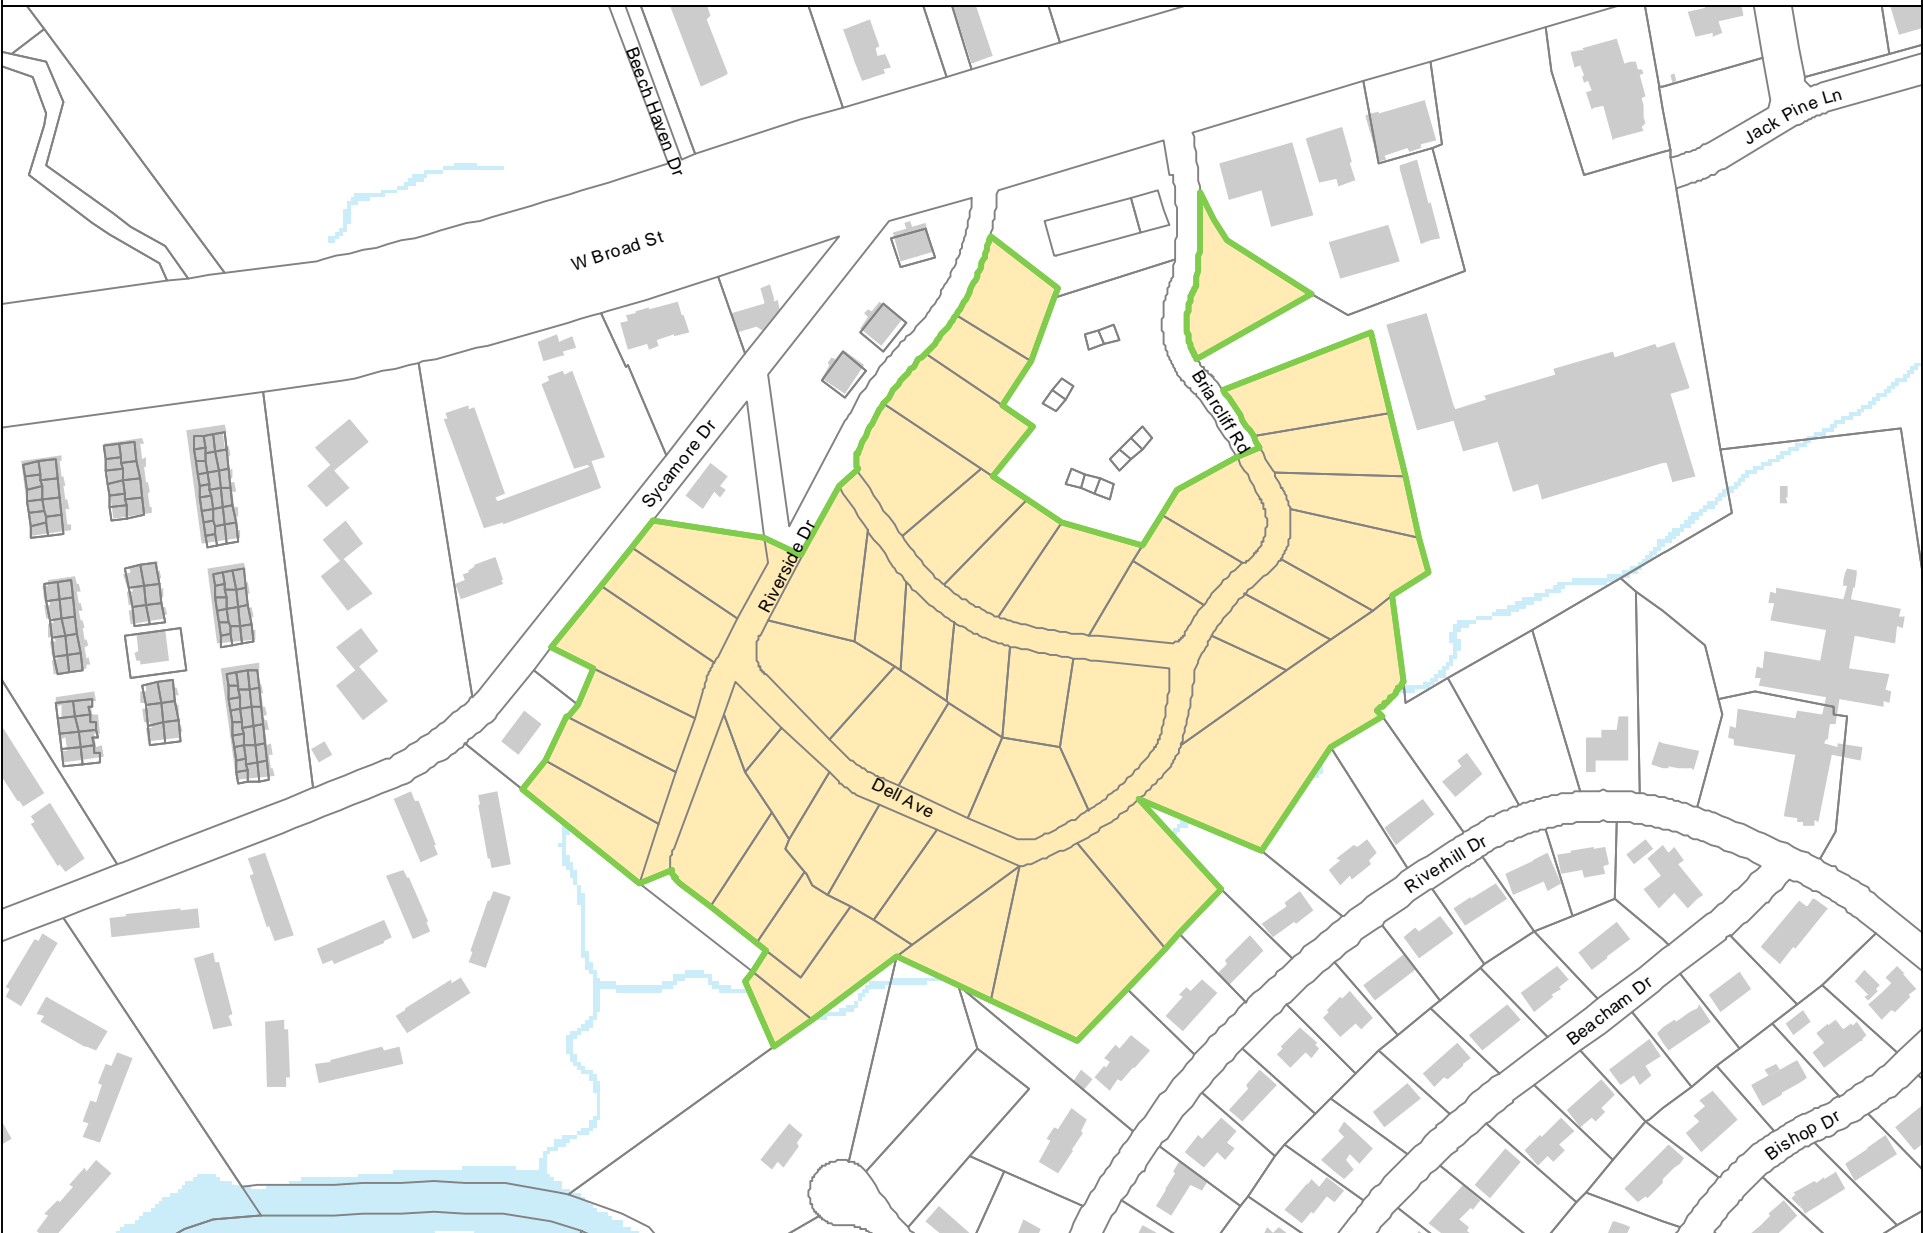 Beech Haven Dr
Jack Pine Ln
W Broad St
Briarcliff Rd
Sycamore Dr
Riverside Dr
Dell Ave
Riverhill Dr
Beacham Dr
Bishop Dr